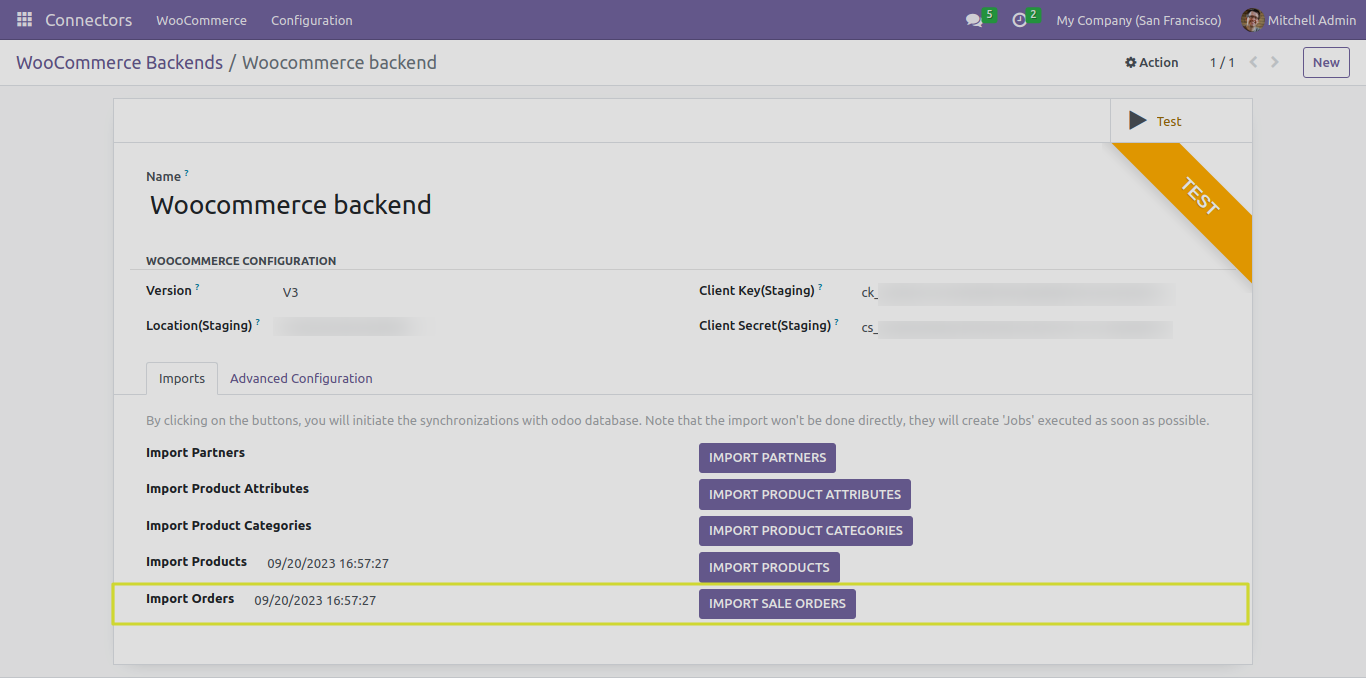 Connectors WooCommerce Configuration 5 2 My Company (San Francisco) Mitchell Admin
WooCommerce Backends / Woocommerce backend Action 1 / 1 New
Test
TEST
Name ?
Woocommerce backend
WOOCOMMERCE CONFIGURATION
Version ? V3 Client Key(Staging) ? ck_
Location(Staging) ? Client Secret(Staging) ? cs_
Imports Advanced Configuration
By clicking on the buttons, you will initiate the synchronizations with odoo database. Note that the import won't be done directly, they will create 'Jobs' executed as soon as possible.
Import Partners IMPORT PARTNERS
Import Product Attributes IMPORT PRODUCT ATTRIBUTES
Import Product Categories IMPORT PRODUCT CATEGORIES
Import Products 09/20/2023 16:57:27 IMPORT PRODUCTS
Import Orders 09/20/2023 16:57:27 IMPORT SALE ORDERS